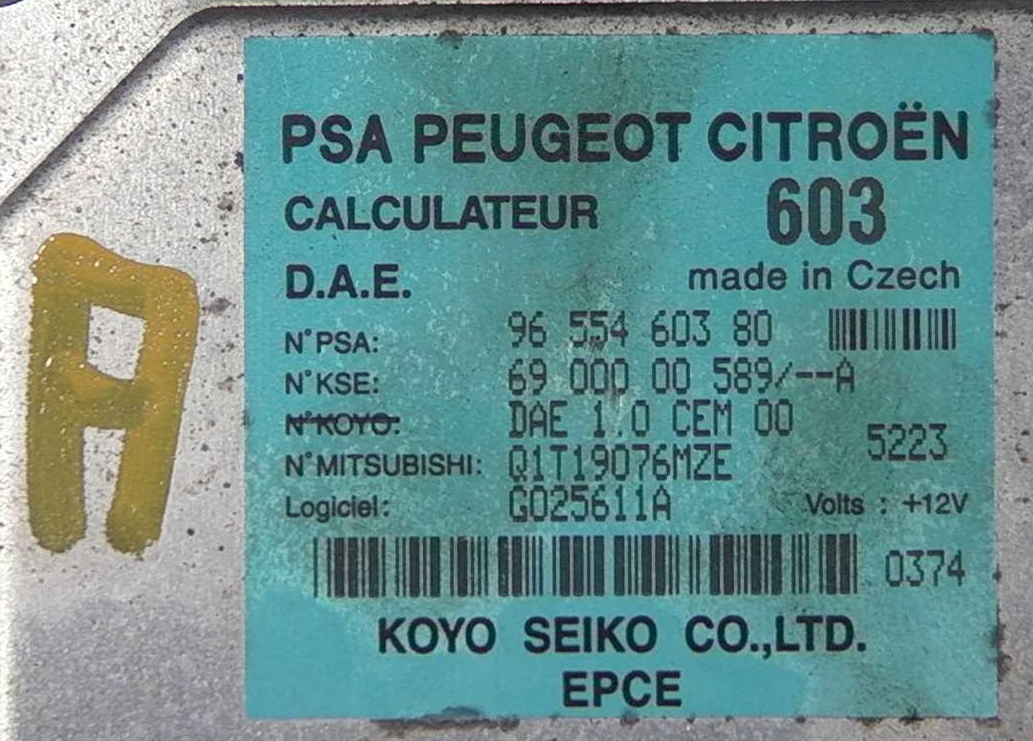 PSA PEUGEOT CITROËN
CALCULATEUR 603
D.A.E. made in Czech
N°PSA: 96 554 603 80
N°KSE: 69 000 00 589/--A
N°KOYO: DAE 1.0 CEM 00
5223
N°MITSUBISHI: Q1T19076MZE
Logiciel: G025611A Volts : +12V
0374
KOYO SEIKO CO.,LTD.
EPCE
A